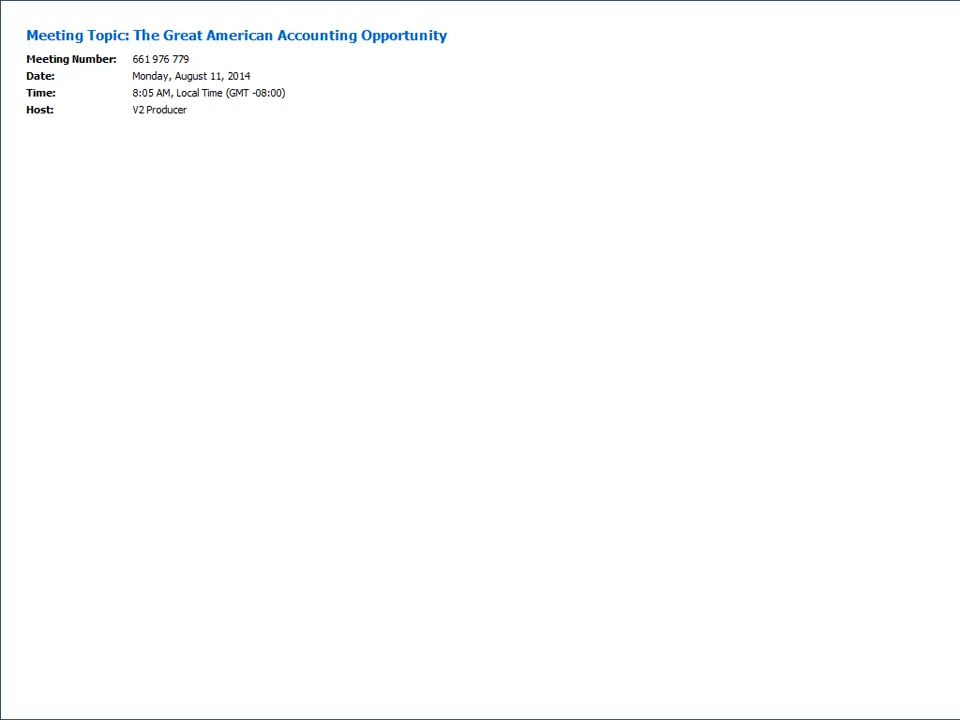 Meeting Topic: The Great American Accounting Opportunity
Meeting Number: 661 976 779
Date: Monday, August 11, 2014
Time: 8:05 AM, Local Time (GMT -08:00)
Host: V2 Producer